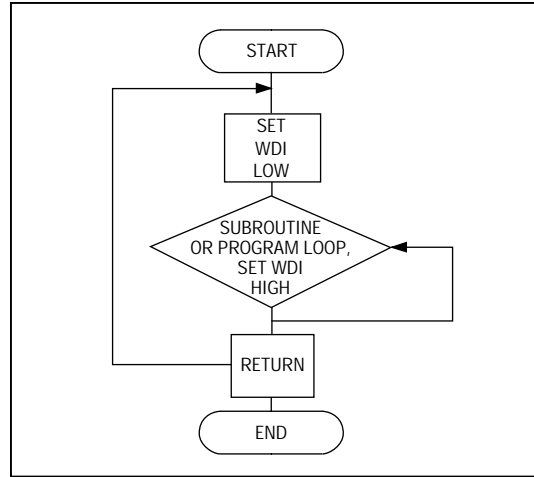 START
SET
WDI
LOW
SUBROUTINE
OR PROGRAM LOOP,
SET WDI
HIGH
RETURN
END